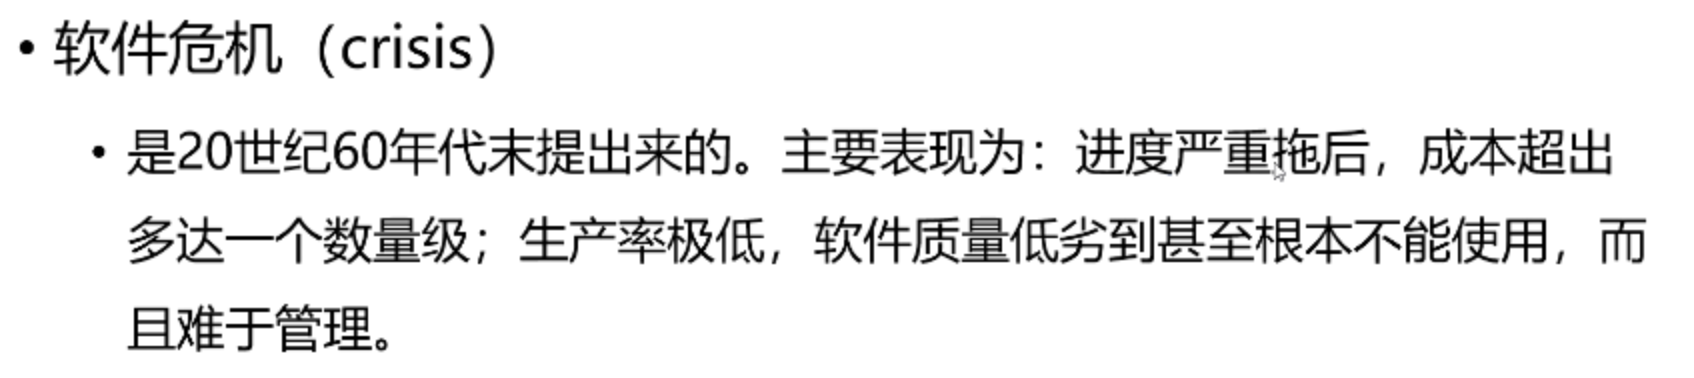 • 软件危机（crisis）
• 是20世纪60年代末提出来的。主要表现为：进度严重拖后，成本超出
多达一个数量级；生产率极低，软件质量低劣到甚至根本不能使用，而
且难于管理。